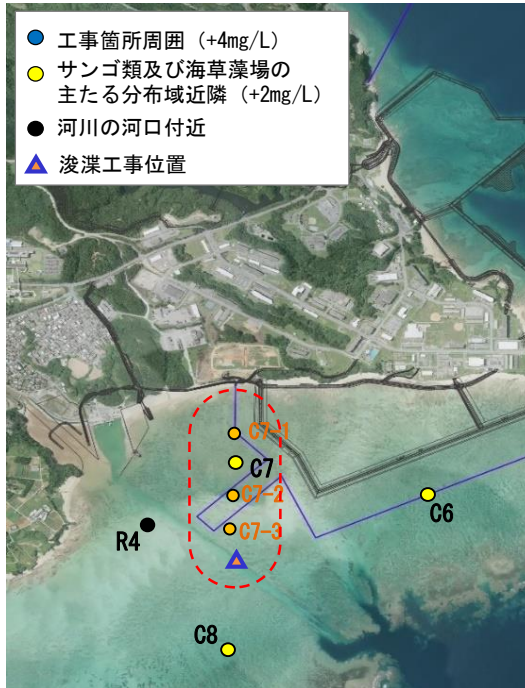 工事箇所周囲（+4mg/L）
サンゴ類及び海草藻場の
主たる分布域近隣（+2mg/L）
河川の河口付近
浚渫工事位置
C7-1
C7
C7-2
C6
R4
C7-3
C8